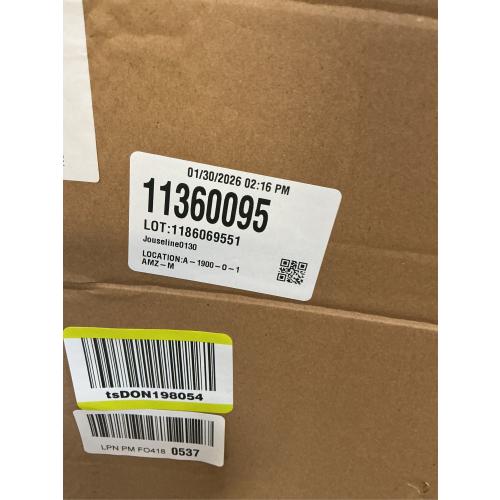 E
01/30/2026 02:16 PM
11360095
LOT:1186069551
Jouseline0130
LOCATION:A-1900-0-1
AMZ-M
tsDON198054
LPN PM FO418 0537